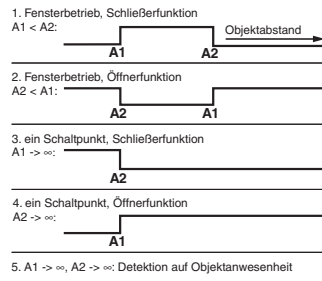 1. Fensterbetrieb, Schließerfunktion
A1 < A2:
Objektabstand
A1
A2
2. Fensterbetrieb, Öffnerfunktion
A2 < A1:
A2
A1
3. ein Schaltpunkt, Schließerfunktion
A1 -> ∞:
A2
4. ein Schaltpunkt, Öffnerfunktion
A2 -> ∞:
A1
5. A1 -> ∞, A2 -> ∞: Detektion auf Objektanwesenheit